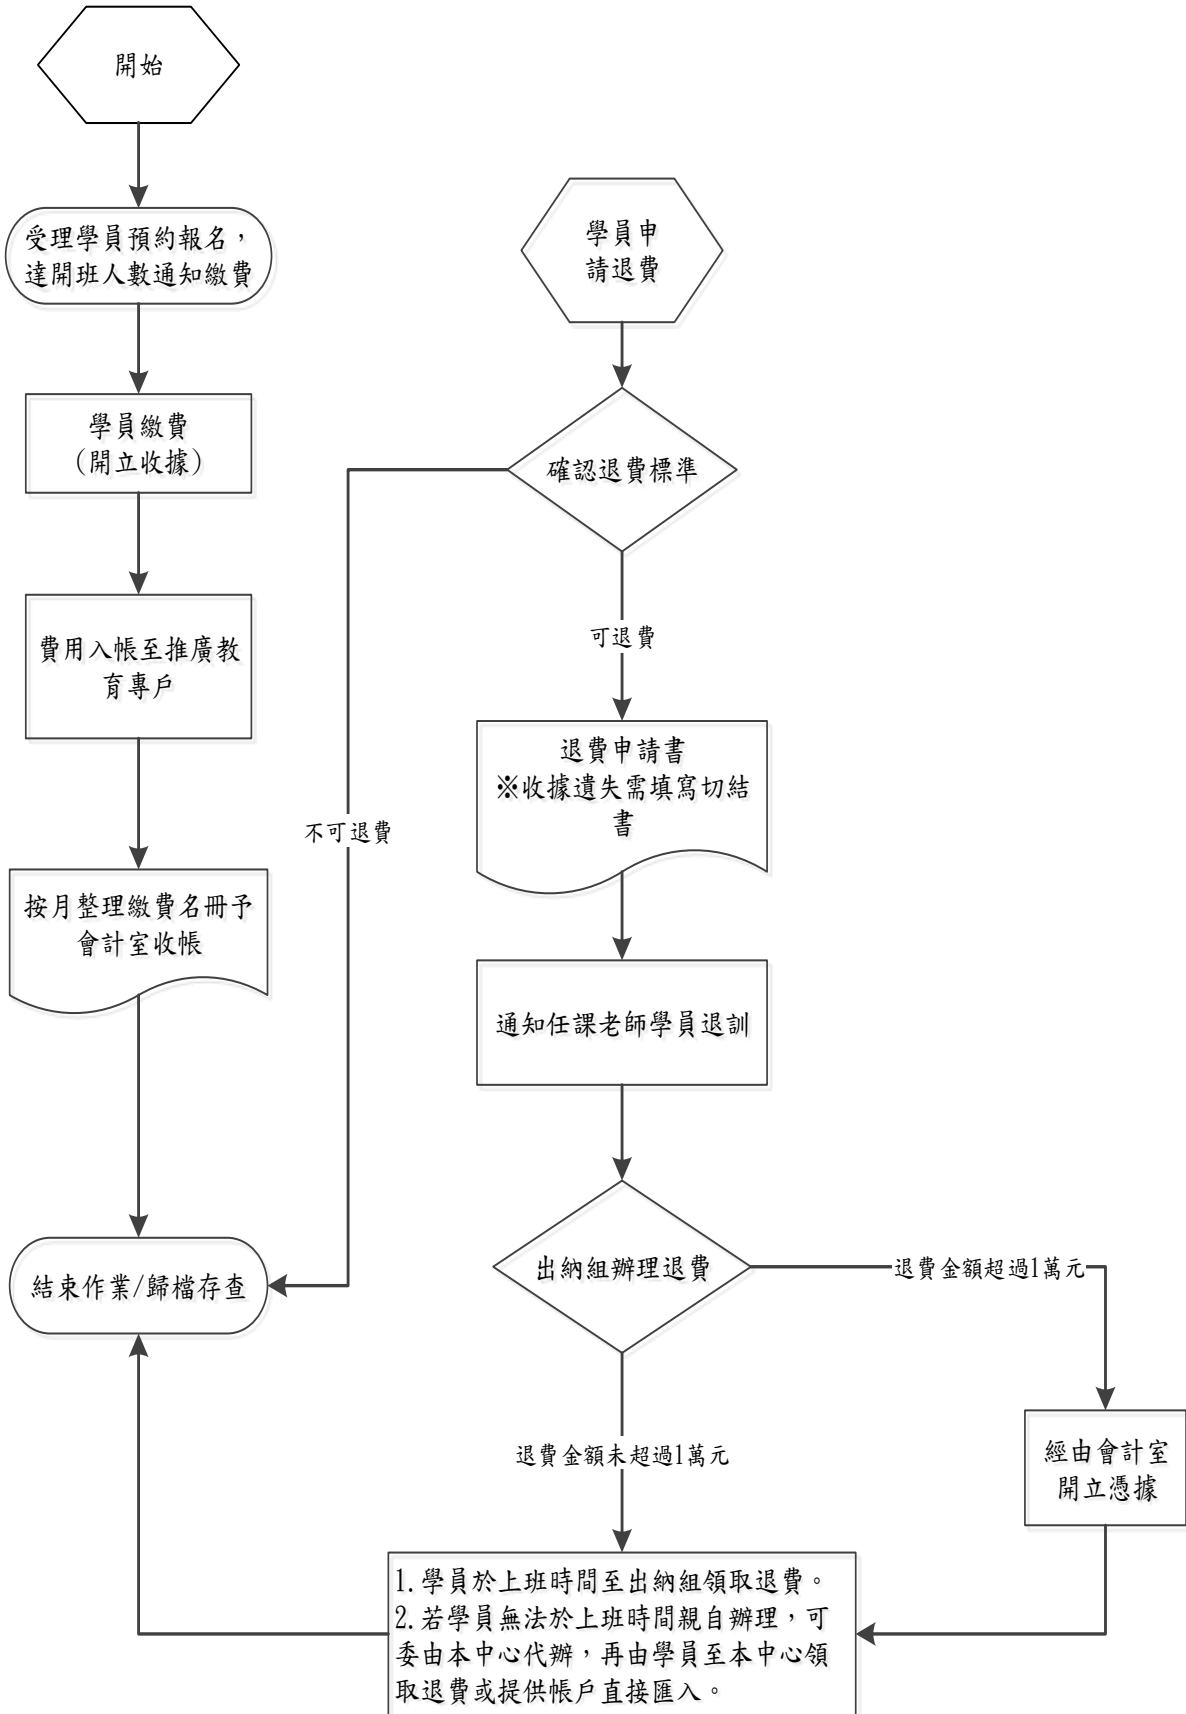 開始
受理學員預約報名，
達開班人數通知繳費
學員繳費
(開立收據)
費用入帳至推廣教
育專戶
按月整理繳費名冊予
會計室收帳
結束作業/歸檔存查
學員申
請退費
確認退費標準
不可退費
可退費
退費申請書
※收據遺失需填寫切結
書
通知任課老師學員退訓
出納組辦理退費
退費金額超過1萬元
退費金額未超過1萬元
經由會計室
開立憑據
1.學員於上班時間至出納組領取退費。
2.若學員無法於上班時間親自辦理，可
委由本中心代辦，再由學員至本中心領
取退費或提供帳戶直接匯入。